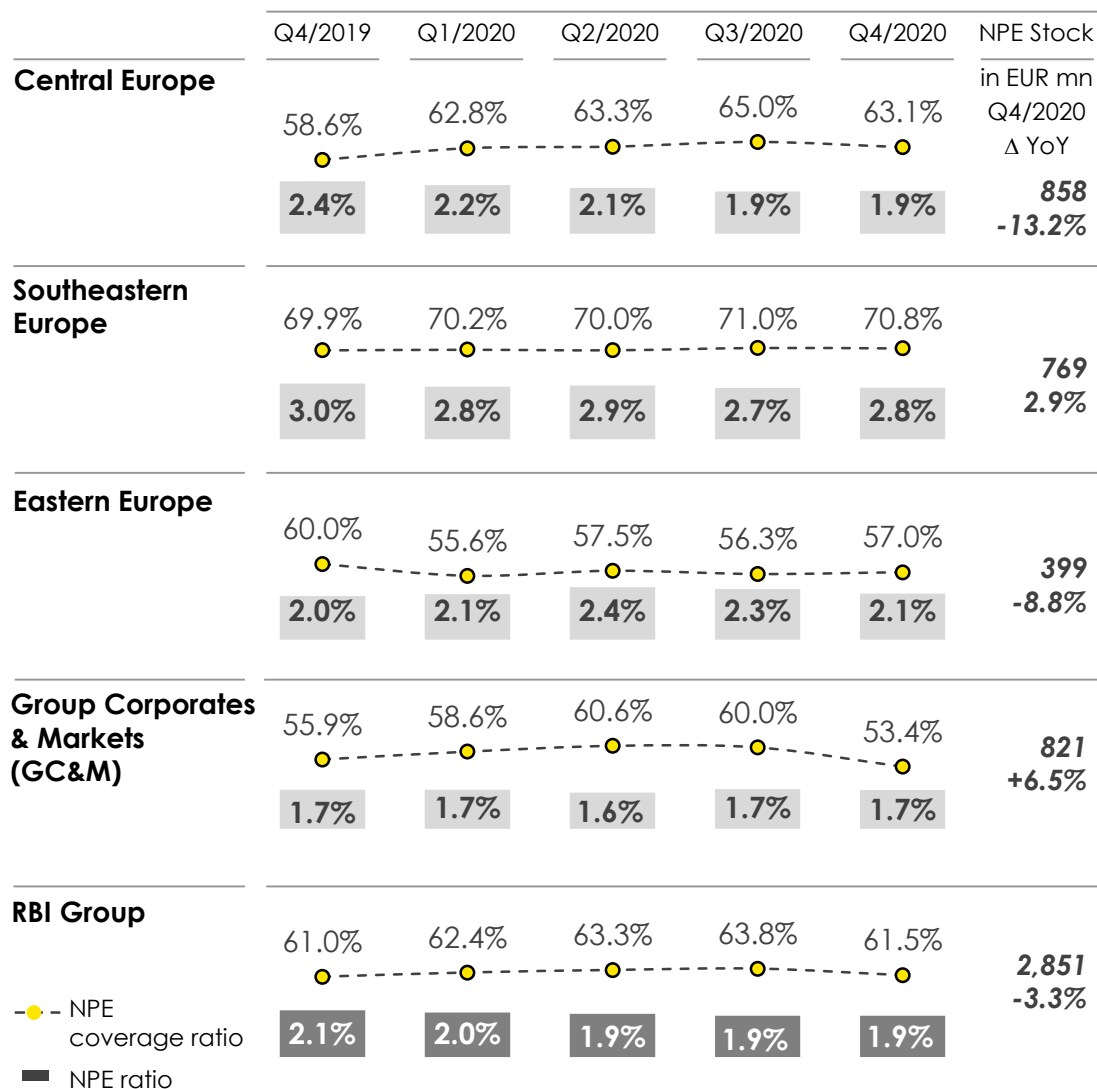 Q4/2019 Q1/2020 Q2/2020 Q3/2020 Q4/2020 NPE Stock
in EUR mn
Q4/2020
Δ YoY
Central Europe
58.6% 62.8% 63.3% 65.0% 63.1%
2.4% 2.2% 2.1% 1.9% 1.9%
858
-13.2%
Southeastern
Europe
69.9% 70.2% 70.0% 71.0% 70.8%
3.0% 2.8% 2.9% 2.7% 2.8%
769
2.9%
Eastern Europe
60.0% 55.6% 57.5% 56.3% 57.0%
2.0% 2.1% 2.4% 2.3% 2.1%
399
-8.8%
Group Corporates
& Markets
(GC&M)
55.9% 58.6% 60.6% 60.0% 53.4%
1.7% 1.7% 1.6% 1.7% 1.7%
821
+6.5%
RBI Group
61.0% 62.4% 63.3% 63.8% 61.5%
2.1% 2.0% 1.9% 1.9% 1.9%
2,851
-3.3%
NPE
coverage ratio
NPE ratio